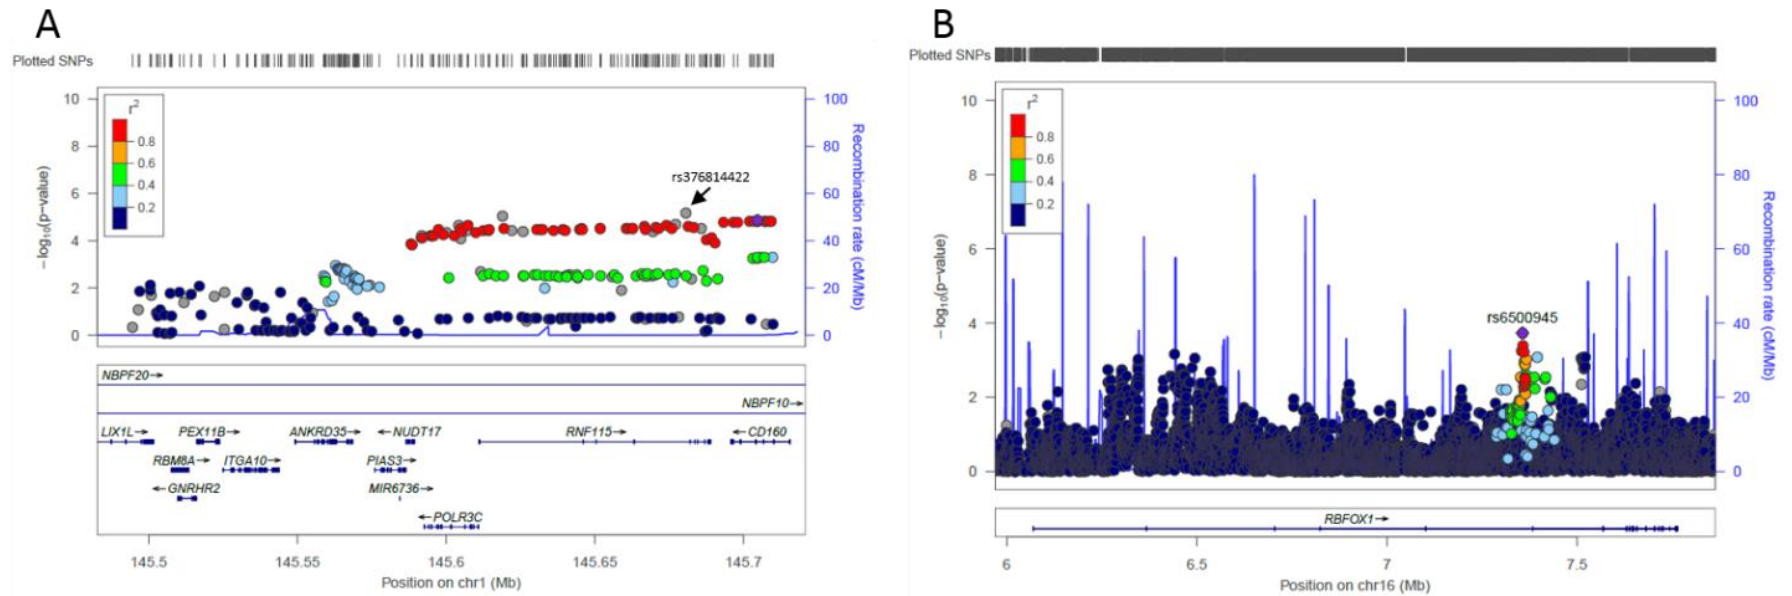 A
Plotted SNPs
10
8
6
4
2
0
−log10(p−value)
r2
0.8
0.6
0.4
0.2
rs376814422
100
80
60
40
20
0
Recombination rate (cM/Mb)
NBPF20→
NBPF10→
LIX1L→ PEX11B→ ANKRD35→ ←NUDT17 RNF115→ ←CD160
RBM8A→ ITGA10→ PIAS3→
←GNRHR2 MIR6736→
←POLR3C
145.5 145.55 145.6 145.65 145.7
Position on chr1 (Mb)
B
Plotted SNPs
10
8
6
4
2
0
−log10(p−value)
r2
0.8
0.6
0.4
0.2
rs6500945
100
80
60
40
20
0
Recombination rate (cM/Mb)
RBFOX1→
6 6.5 7 7.5
Position on chr16 (Mb)